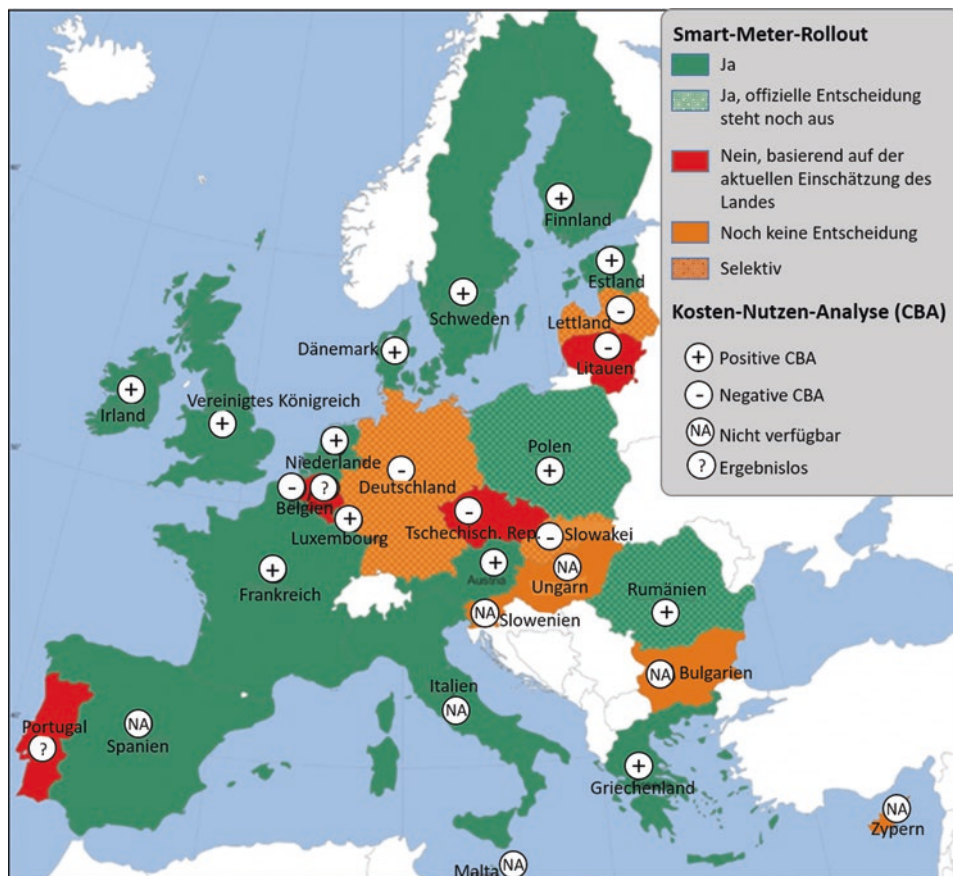 Smart-Meter-Rollout
Ja
Ja, offizielle Entscheidung
steht noch aus
Nein, basierend auf der
aktuellen Einschätzung des
Landes
Noch keine Entscheidung
Selektiv
Kosten-Nutzen-Analyse (CBA)
+ Positive CBA
- Negative CBA
NA Nicht verfügbar
? Ergebnislos
+
Finnland
+
Estland
+
Schweden
-
Lettland
-
Litauen
Dänemark
+
+
Irland
Vereinigtes Königreich
+
+
Niederlande
-
Deutschland
Polen
+
- ?
Belgien
+
Luxemburg
-
Tschechisch. Rep.
-
Slowakei
+
Austria
NA
Ungarn
+
Frankreich
NA
Slowenien
Rumänien
+
NA
Bulgarien
Italien
NA
Portugal
?
NA
Spanien
+
Griechenland
NA
Zypern
Malta
NA